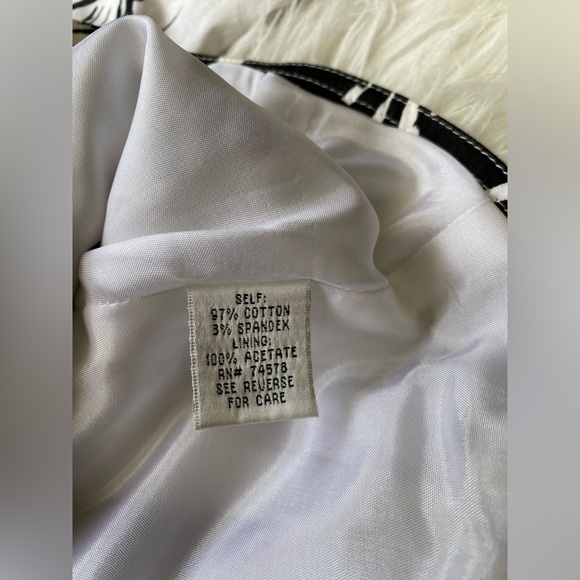 SELF:
97% COTTON
3% SPANDEX
LINING:
100% ACETATE
RN# 74578
SEE REVERSE
FOR CARE